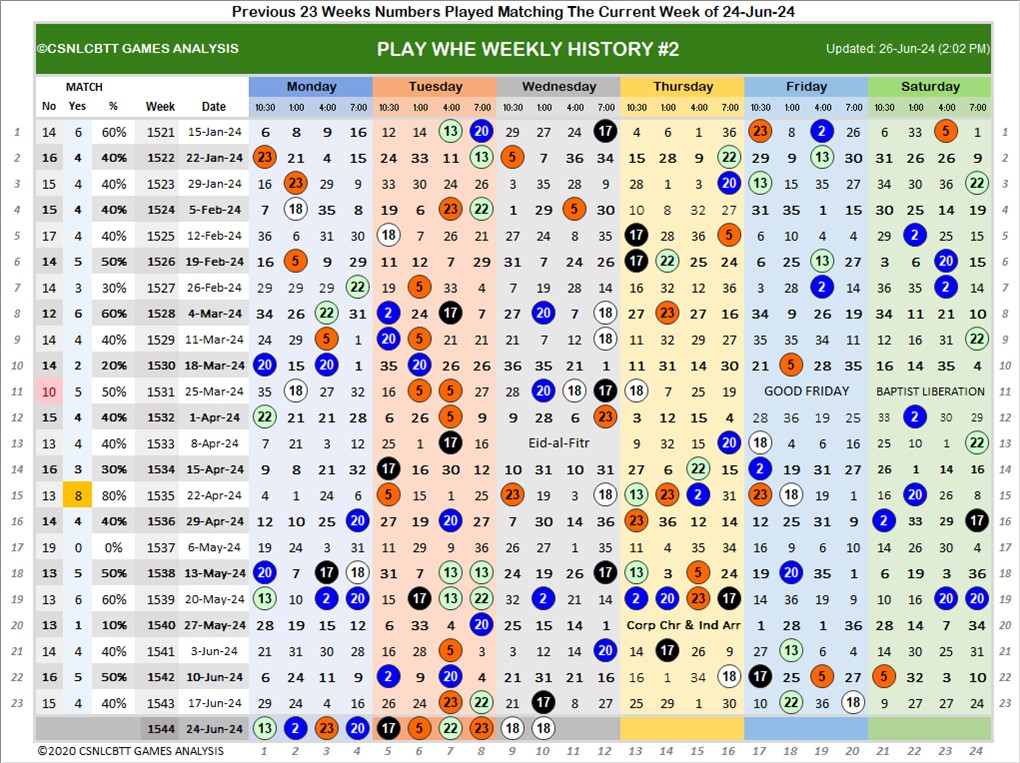 Previous 23 Weeks Numbers Played Matching The Current Week of 24-Jun-24
©CSNLCBTT GAMES ANALYSIS PLAY WHE WEEKLY HISTORY #2 Updated: 26-Jun-24 (2:02 PM)
MATCH Monday Tuesday Wednesday Thursday Friday Saturday
No Yes % Week Date 10:30 1:00 4:00 7:00 10:30 1:00 4:00 7:00 10:30 1:00 4:00 7:00 10:30 1:00 4:00 7:00 10:30 1:00 4:00 7:00 10:30 1:00 4:00 7:00
1 14 6 60% 1521 15-Jan-24 6 8 9 16 12 14 13 20 29 27 24 17 4 6 1 36 23 8 2 26 6 33 23 1 1
2 16 4 40% 1522 22-Jan-24 23 21 4 15 24 33 11 13 5 7 36 34 15 28 9 22 29 9 13 30 31 26 26 9 2
3 15 4 40% 1523 29-Jan-24 16 23 29 9 33 30 24 26 3 35 28 9 28 1 3 20 13 15 35 27 34 30 36 22 3
4 15 4 40% 1524 5-Feb-24 7 18 35 8 19 6 23 22 1 29 5 30 10 8 32 27 31 35 1 15 30 25 14 19 4
5 17 4 40% 1525 12-Feb-24 36 6 31 30 18 7 26 21 27 24 8 35 17 28 36 5 6 10 4 4 29 2 25 15 5
6 14 5 50% 1526 19-Feb-24 16 5 9 29 11 12 7 29 31 7 24 26 17 22 25 24 6 25 13 27 3 6 20 15 6
7 14 3 30% 1527 26-Feb-24 29 29 29 22 19 5 33 4 7 19 28 14 16 32 12 36 3 28 2 14 36 35 2 14 7
8 12 6 60% 1528 4-Mar-24 34 26 22 31 2 24 17 7 27 20 7 18 27 23 27 16 34 9 26 19 34 11 21 10 8
9 14 4 40% 1529 11-Mar-24 24 29 5 1 20 5 21 21 29 7 12 18 11 32 29 27 35 35 34 11 12 16 31 22 9
10 14 2 20% 1530 18-Mar-24 20 15 20 1 35 20 26 26 36 35 21 1 11 31 14 30 21 5 28 35 16 14 35 4 10
11 10 5 50% 1531 25-Mar-24 35 18 27 32 16 5 5 27 28 20 18 17 18 7 25 19 GOOD FRIDAY BAPTIST LIBERATION 11
12 15 4 40% 1532 1-Apr-24 22 21 21 28 6 26 5 9 9 28 6 23 3 12 15 4 28 36 19 25 33 2 30 29 12
13 13 4 40% 1533 8-Apr-24 7 21 3 12 25 1 17 16 Eid-al-Fitr 9 32 15 20 18 4 6 16 25 10 1 22 13
14 16 3 30% 1534 15-Apr-24 9 8 21 32 17 16 30 12 10 31 10 31 27 6 22 15 2 19 31 27 26 1 14 16 14
15 13 8 80% 1535 22-Apr-24 4 1 24 6 5 15 1 25 23 19 3 18 13 23 2 31 23 18 19 1 16 20 26 8 15
16 14 4 40% 1536 29-Apr-24 12 10 25 20 27 19 20 27 7 30 14 36 23 36 12 14 12 25 31 9 2 33 29 17 16
17 19 0 0% 1537 6-May-24 19 24 3 31 11 29 9 36 26 27 1 35 11 4 35 34 16 9 6 10 14 26 30 4 17
18 13 5 50% 1538 13-May-24 20 7 17 18 31 7 13 13 24 19 26 17 13 3 5 24 19 20 35 1 6 19 3 36 18
19 13 6 60% 1539 20-May-24 13 10 2 20 15 17 13 22 32 2 21 14 2 20 23 17 14 36 19 9 10 16 20 20 19
20 13 1 10% 1540 27-May-24 28 19 15 12 6 33 4 20 25 15 14 1 Corp Chr & Ind Arr 1 28 1 36 28 14 7 34 20
21 14 4 40% 1541 3-Jun-24 21 31 30 28 16 28 5 3 3 12 14 20 14 17 26 9 27 13 6 4 14 30 25 31 21
22 16 5 50% 1542 10-Jun-24 6 24 11 9 2 9 20 4 21 31 21 16 16 1 34 18 17 25 5 27 5 32 3 10 22
23 15 4 40% 1543 17-Jun-24 29 24 4 16 26 24 23 22 21 17 10 9 25 29 1 30 10 22 36 18 9 27 27 24 23
1544 24-Jun-24 13 2 23 20 17 5 22 23 18 18
©2020 CSNLCBTT GAMES ANALYSIS 1 2 3 4 5 6 7 8 9 10 11 12 13 14 15 16 17 18 19 20 21 22 23 24